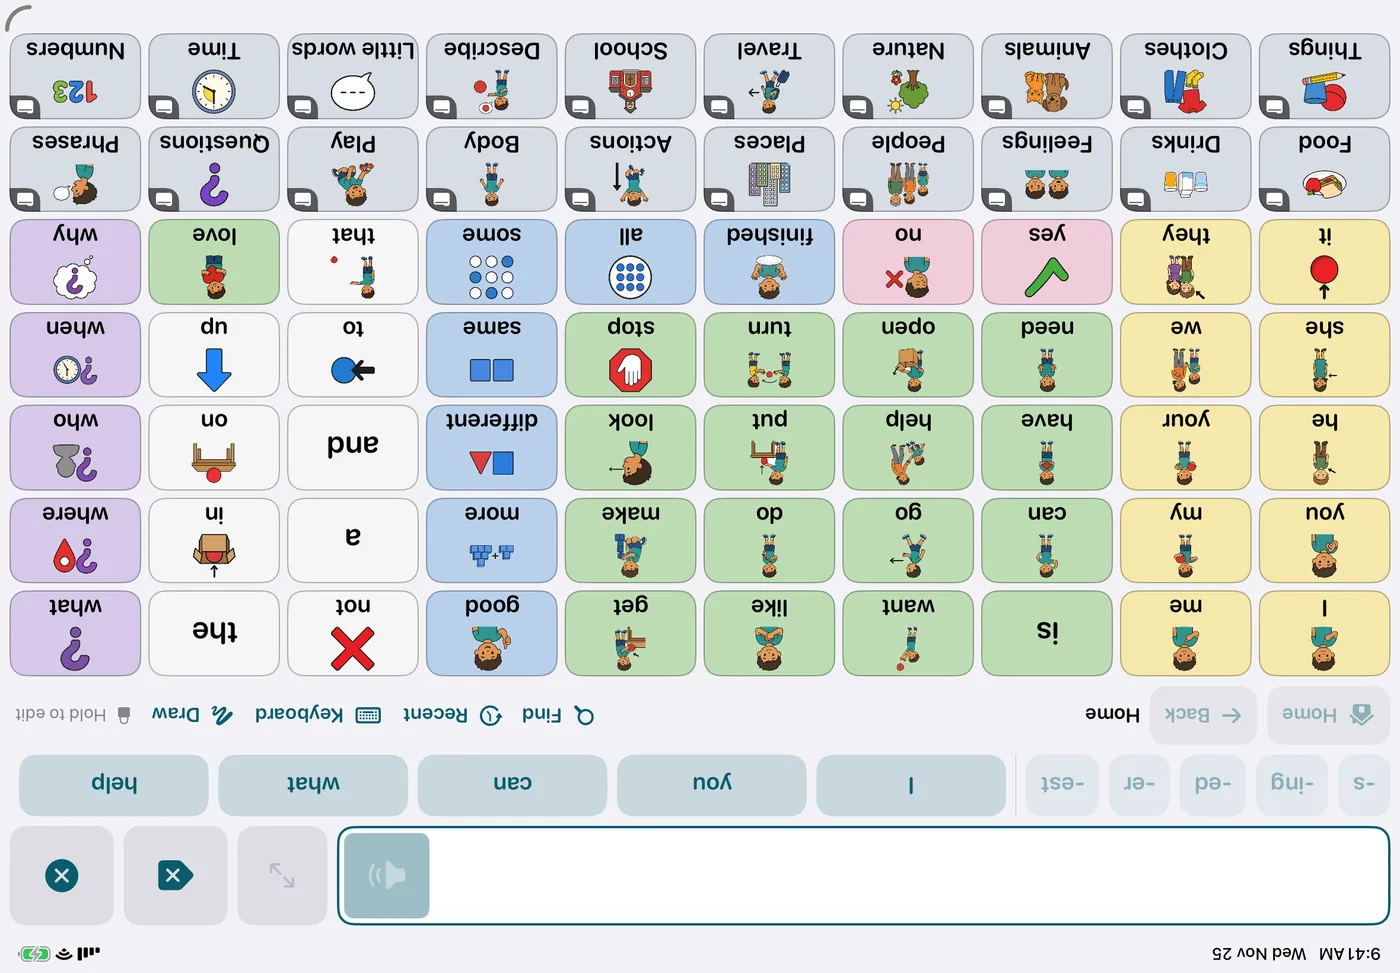 9:41 AM Wed Nov 25
-s -ing -ed -er -est I you can what help
Home Back Home Find Recent Keyboard Draw Hold to edit
I me is want like get good not the what
you my can go do make more a in where
he your have help put look different and on who
she we need open turn stop same to up when
it they yes no finished all some that love why
Food Drinks Feelings People Places Actions Body Play Questions Phrases
Things Clothes Animals Nature Travel School Describe Little words Time Numbers
123